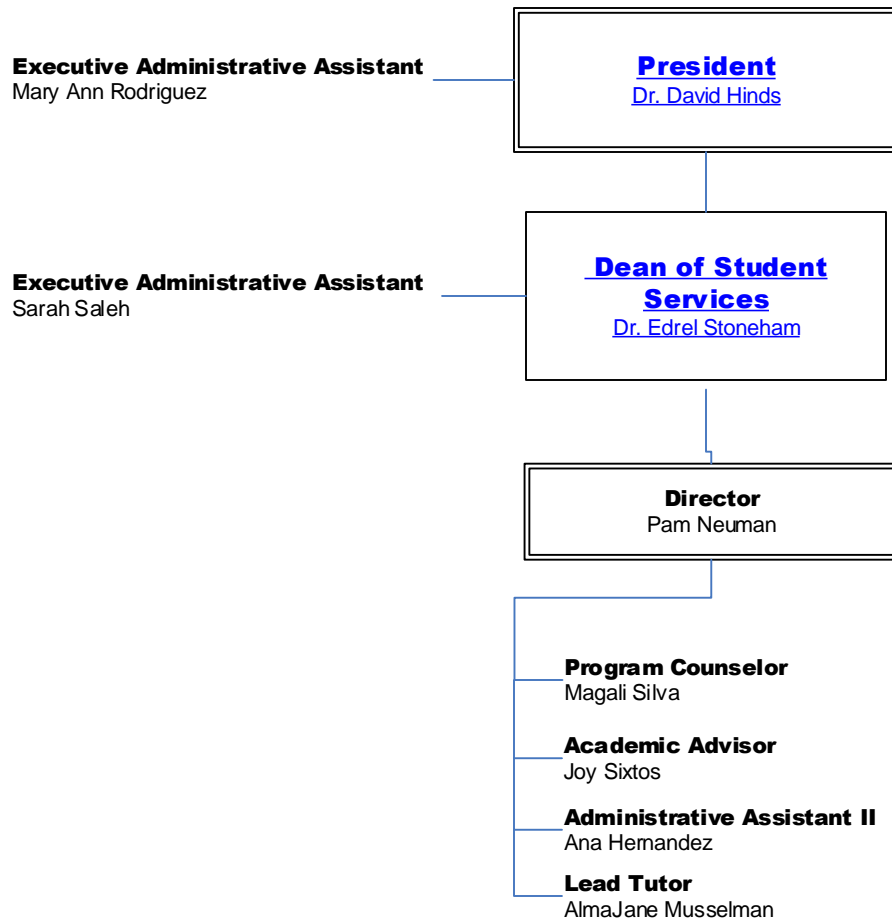 Executive Administrative Assistant
Mary Ann Rodriguez
President
Dr. David Hinds
Executive Administrative Assistant
Sarah Saleh
Dean of Student
Services
Dr. Edrel Stoneham
Director
Pam Neuman
Program Counselor
Magali Silva
Academic Advisor
Joy Sixtos
Administrative Assistant II
Ana Hernandez
Lead Tutor
AlmaJane Musselman